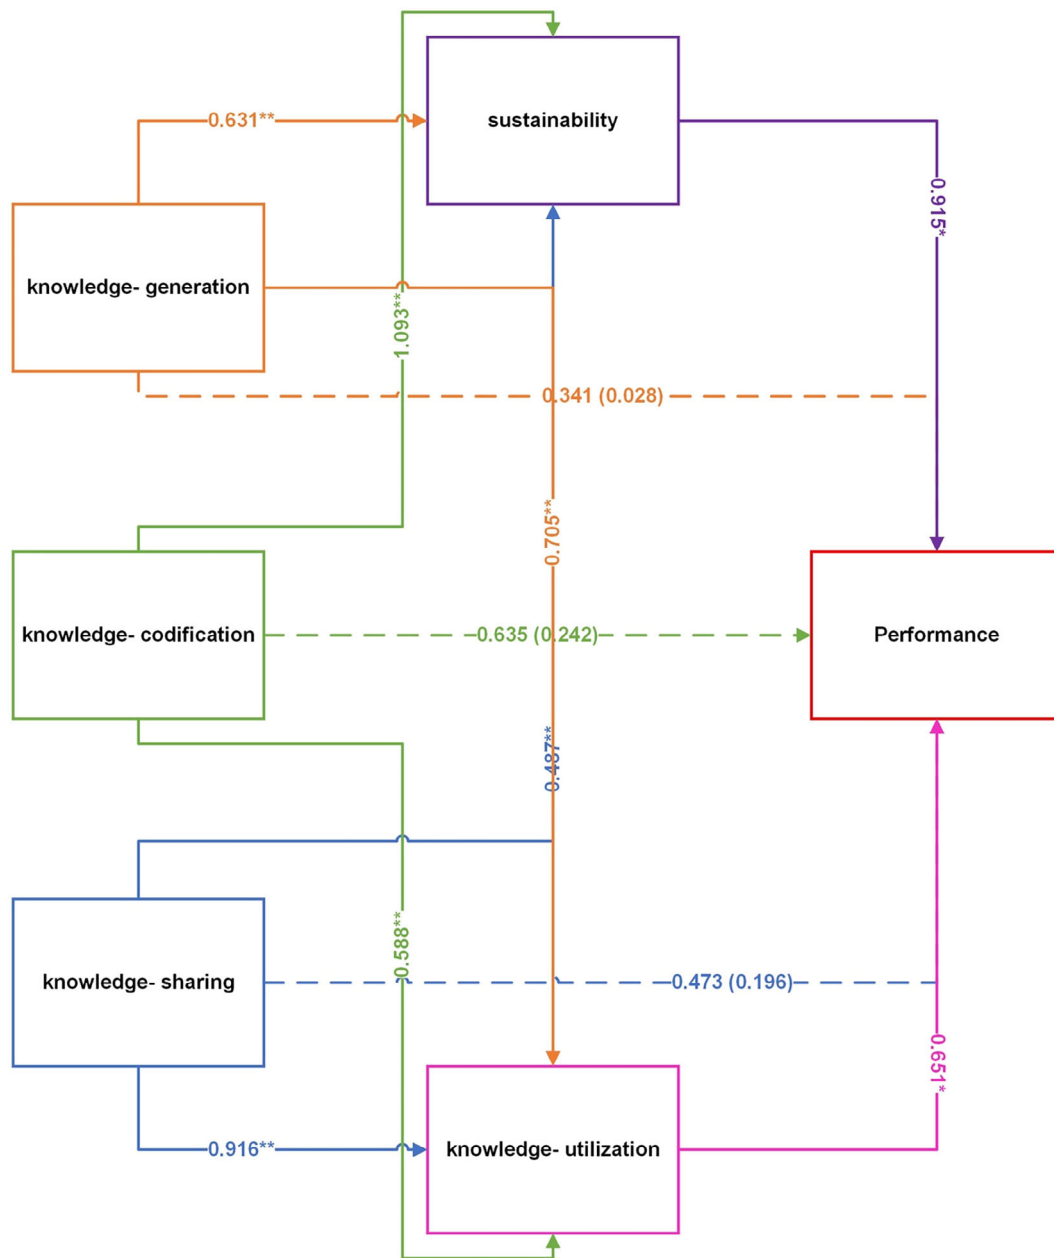 sustainability
0.631**
0.915*
knowledge- generation
1.093**
0.341 (0.028)
0.705**
knowledge- codification
0.635 (0.242)
Performance
0.487**
0.588**
knowledge- sharing
0.473 (0.196)
0.651*
0.916**
knowledge- utilization